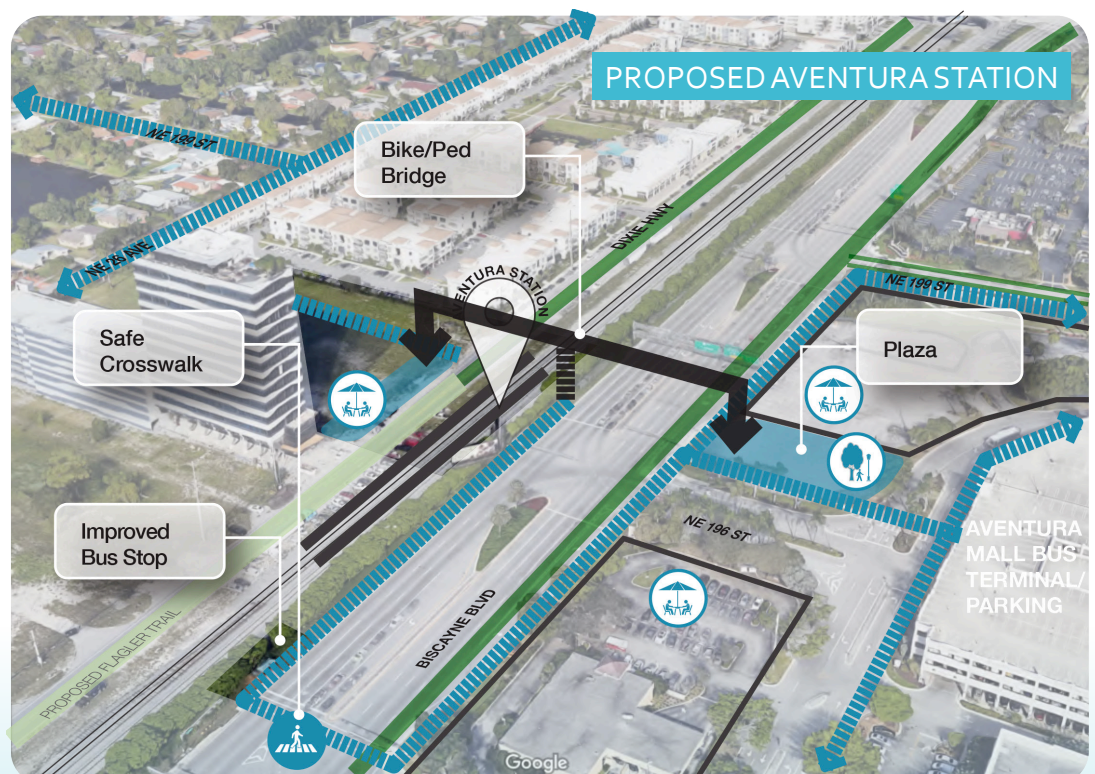 PROPOSED AVENTURA STATION
NE 199 ST
Bike/Ped
Bridge
DIXIE HWY
NE 26 AVE
AVENTURA STATION
NE 199 ST
Safe
Crosswalk
Plaza
Improved
Bus Stop
NE 196 ST
AVENTURA
MALL BUS
TERMINAL/
PARKING
BISCAYNE BLVD
PROPOSED FLAGLER TRAIL
Google